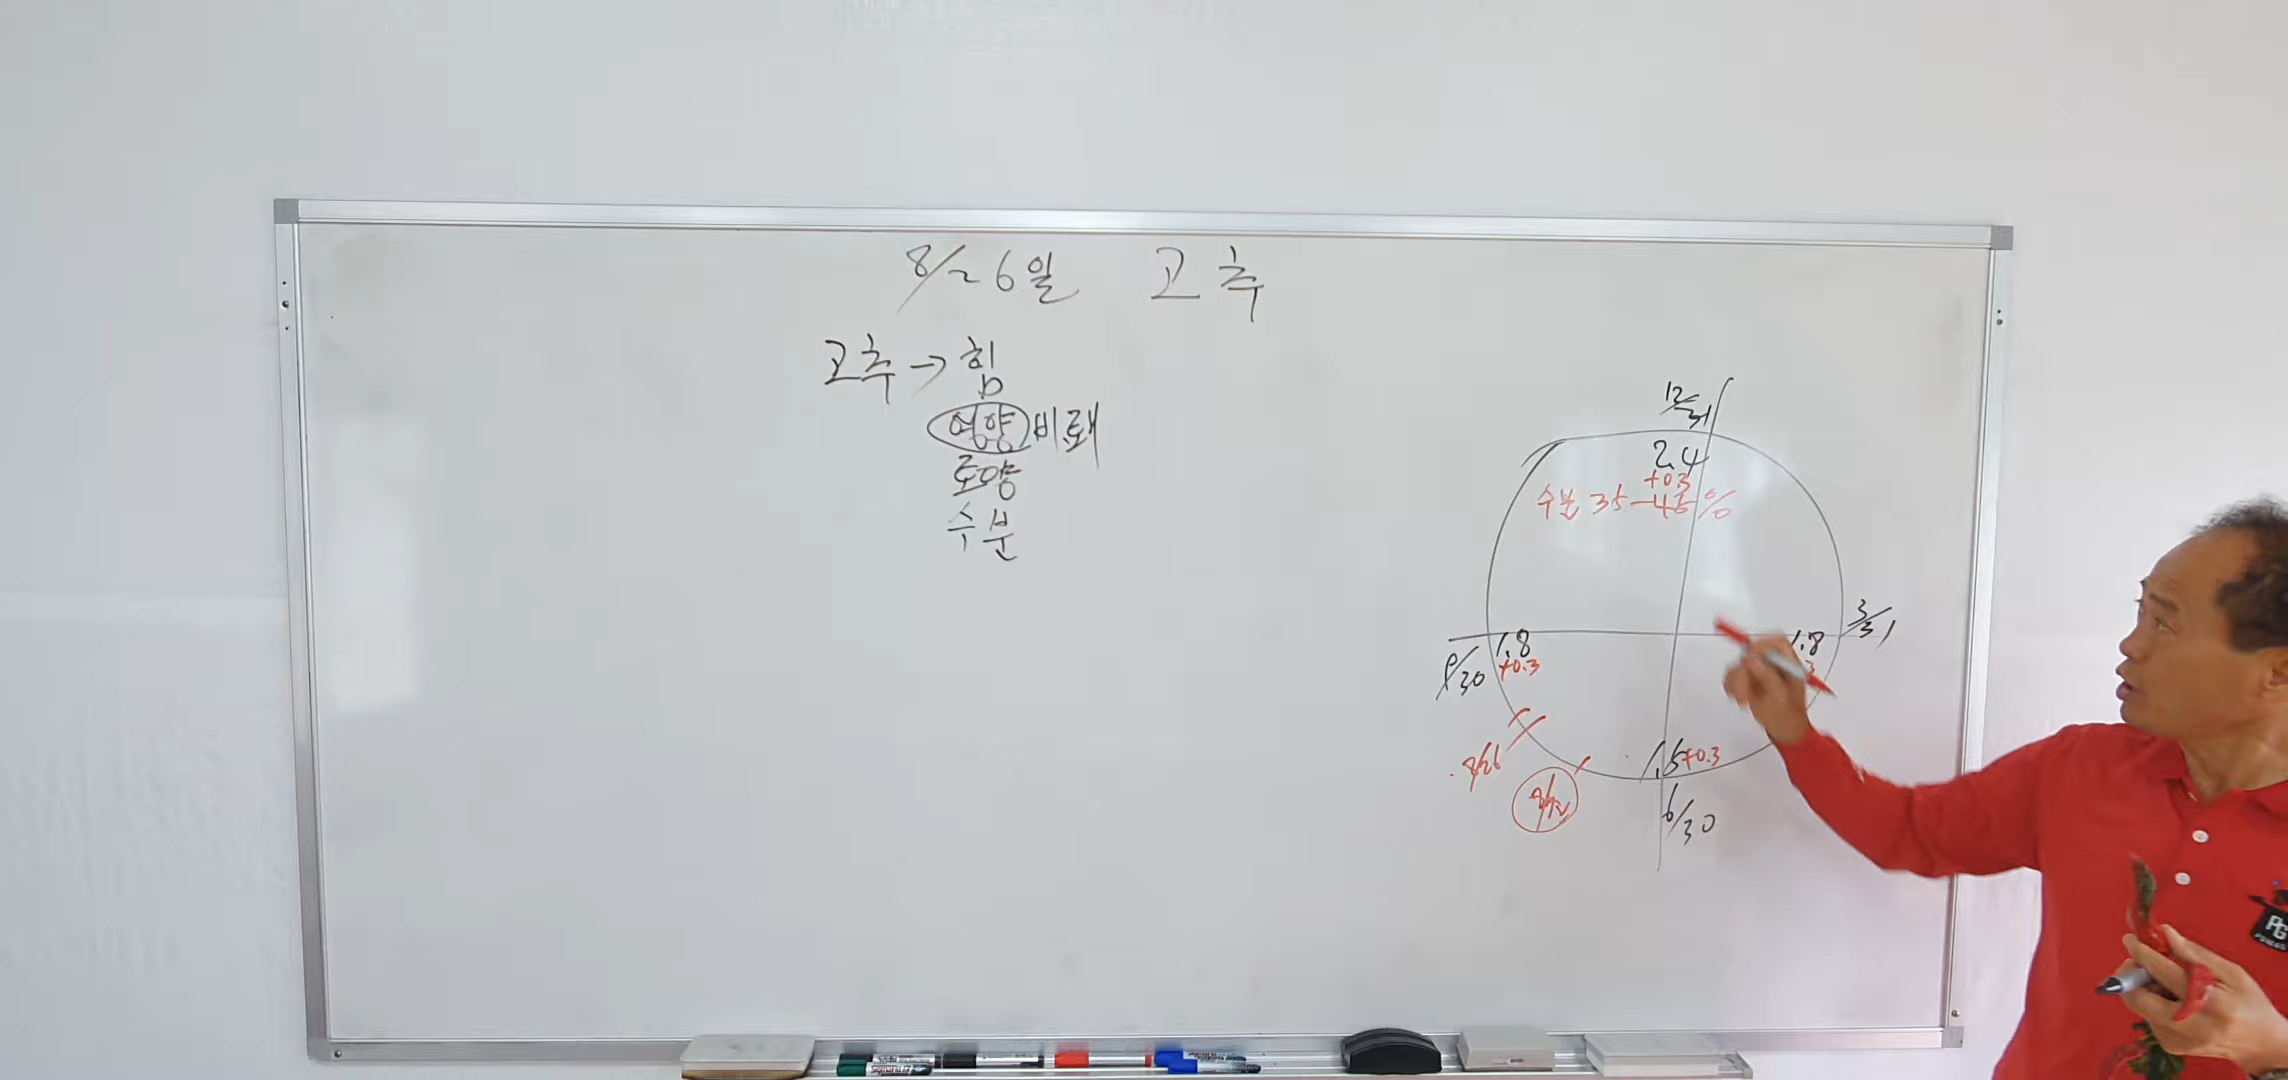 8/26일 고추
고추 → 힘
영양 비료
토양
수분
12/31
2.4
+0.3
수분 35-45%
3/31
1.8
9/30
1.8
+0.3
8/26
1.5+0.3
6/30
PG